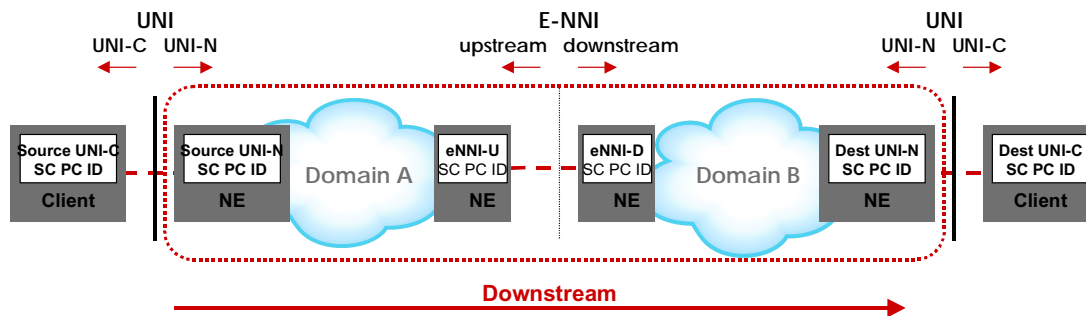 UNI
E-NNI
UNI
UNI-C UNI-N
upstream downstream
UNI-N UNI-C
Source UNI-C
SC PC ID
Client
Source UNI-N
SC PC ID
NE
Domain A
eNNI-U
SC PC ID
NE
eNNI-D
SC PC ID
NE
Domain B
Dest UNI-N
SC PC ID
NE
Dest UNI-C
SC PC ID
Client
Downstream